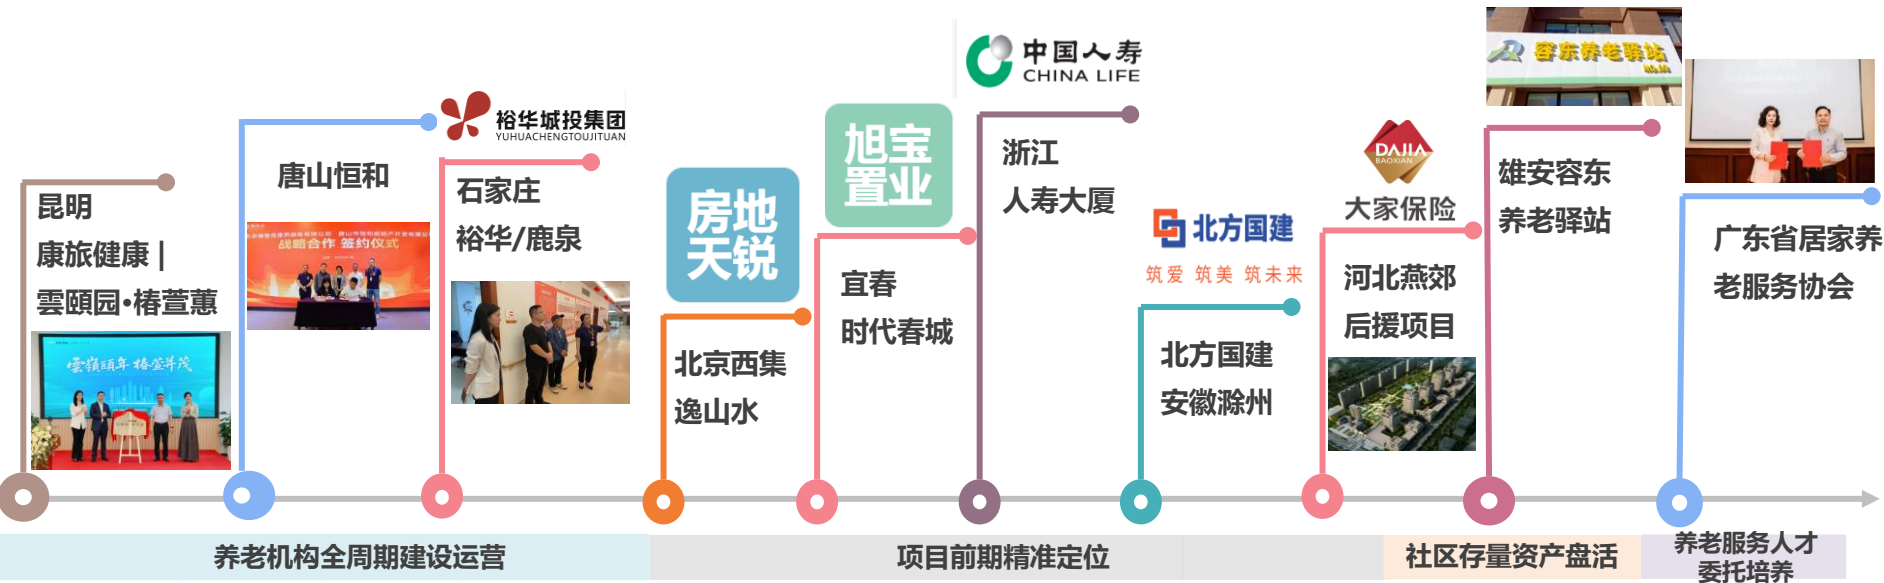 昆明
康旅健康 |
雲頤园·椿萱蕙
雲嶺頤年 椿萱并茂
唐山恒和
战略合作 签约仪式
裕华城投集团
YUHUACHENGTOUJITUAN
石家庄
裕华/鹿泉
房地
天锐
北京西集
逸山水
旭宝
置业
宜春
时代春城
中国人寿
CHINA LIFE
浙江
人寿大厦
北方国建
筑爱 筑美 筑未来
北方国建
安徽滁州
DAJIA
BAOXIAN
大家保险
河北燕郊
后援项目
容东养老驿站
雄安容东
养老驿站
广东省居家养
老服务协会
养老机构全周期建设运营
项目前期精准定位
社区存量资产盘活
养老服务人才
委托培养